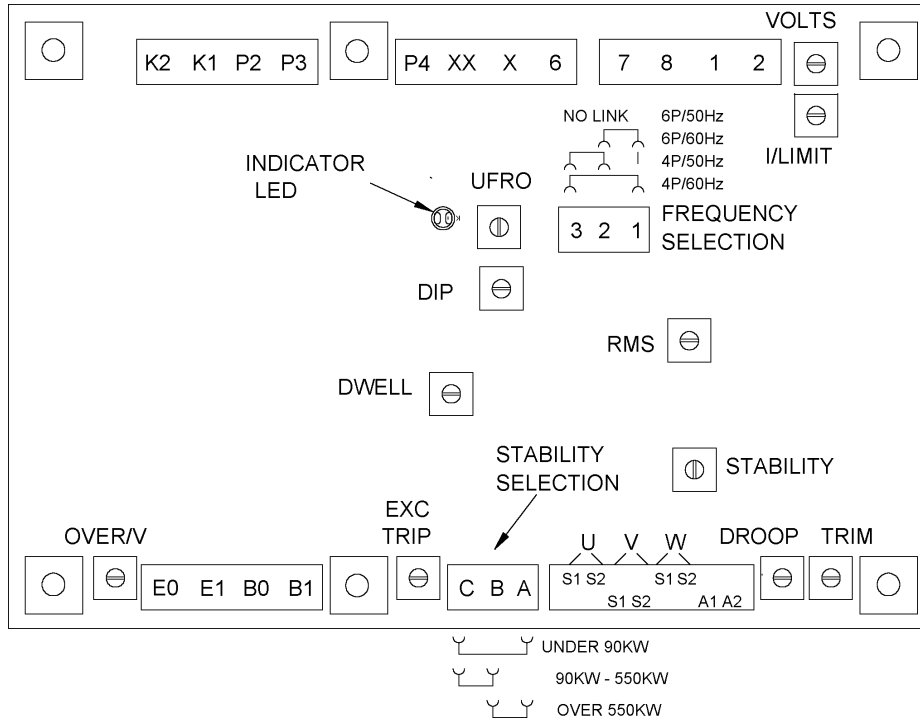 VOLTS
K2 K1 P2 P3
P4 XX X 6
7 8 1 2
NO LINK 6P/50Hz
6P/60Hz
4P/50Hz
4P/60Hz
I/LIMIT
INDICATOR
LED
UFRO
3 2 1
FREQUENCY
SELECTION
DIP
RMS
DWELL
STABILITY
SELECTION
STABILITY
OVER/V
EXC
TRIP
U V W
DROOP TRIM
E0 E1 B0 B1
C B A
S1 S2 S1 S2
S1 S2 A1 A2
UNDER 90KW
90KW - 550KW
OVER 550KW